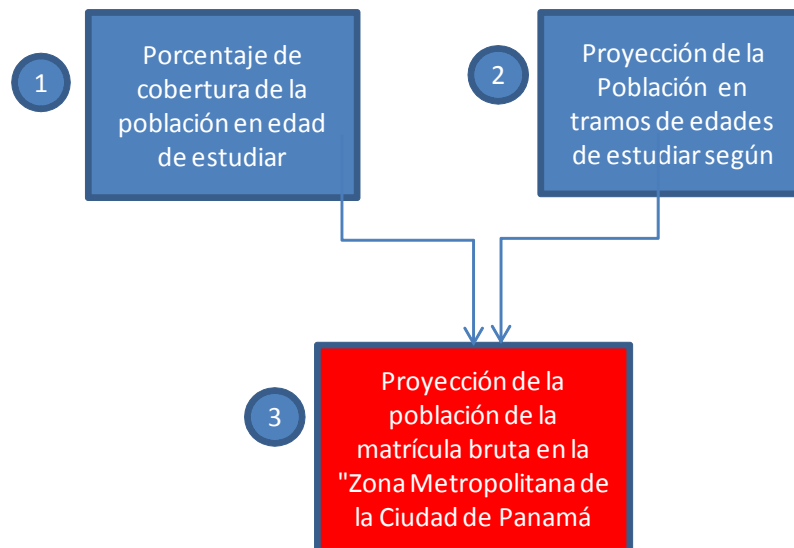 1
Porcentaje de
cobertura de la
población en edad
de estudiar
2
Proyección de la
Población en
tramos de edades
de estudiar según
3
Proyección de la
población de la
matrícula bruta en la
"Zona Metropolitana de
la Ciudad de Panamá